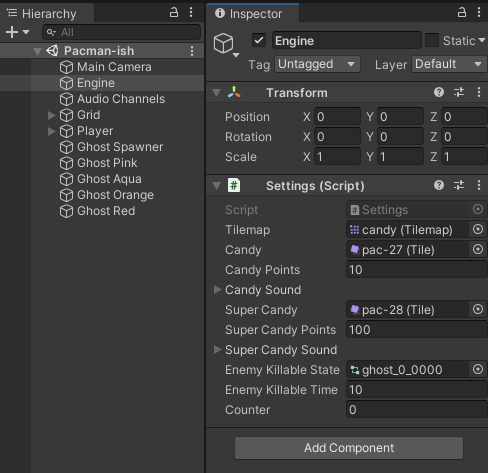 Hierarchy
All
Pacman-ish
Main Camera
Engine
Audio Channels
Grid
Player
Ghost Spawner
Ghost Pink
Ghost Aqua
Ghost Orange
Ghost Red
Inspector
Engine
Static
Tag Untagged Layer Default
Transform
Position X 0 Y 0 Z 0
Rotation X 0 Y 0 Z 0
Scale X 1 Y 1 Z 1
Settings (Script)
Script Settings
Tilemap candy (Tilemap)
Candy pac-27 (Tile)
Candy Points 10
Candy Sound
Super Candy pac-28 (Tile)
Super Candy Points 100
Super Candy Sound
Enemy Killable State ghost_0_0000
Enemy Killable Time 10
Counter 0
Add Component